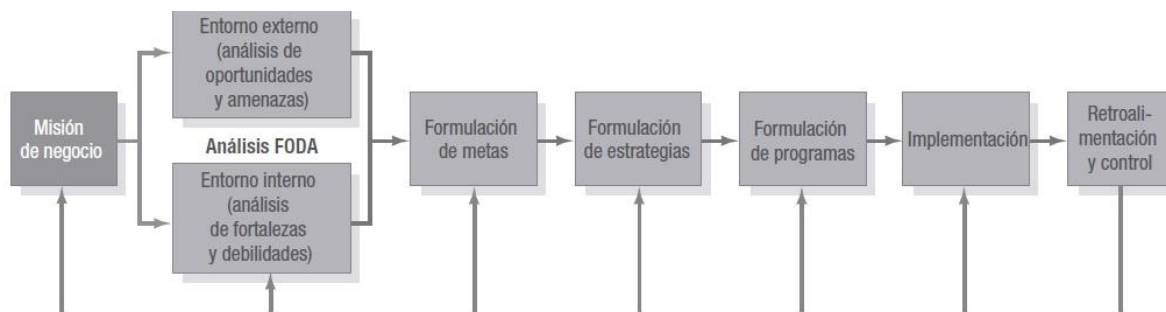 Misión
de negocio
Entorno externo
(análisis de
oportunidades
y amenazas)
Análisis FODA
Entorno interno
(análisis
de fortalezas
y debilidades)
Formulación
de metas
Formulación
de estrategias
Formulación
de programas
Implementación
Retroali-
mentación
y control